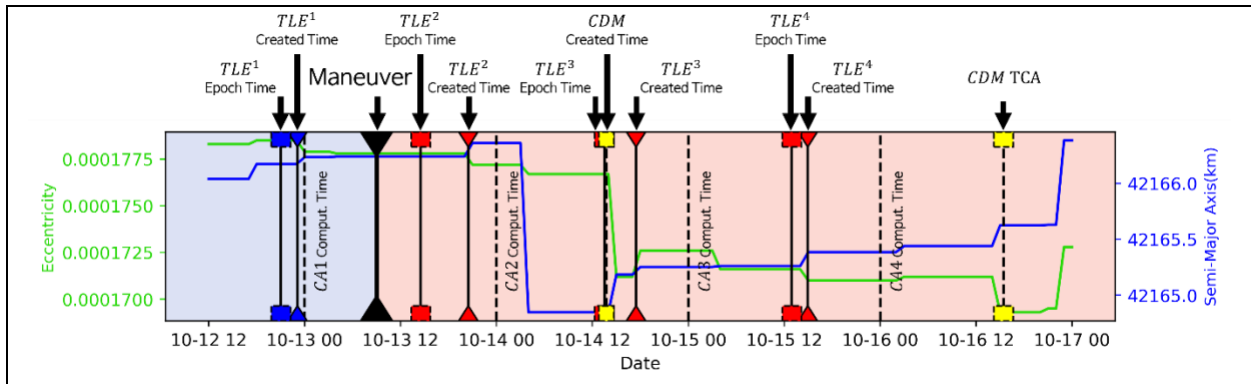 TLE¹
Created Time
TLE²
Epoch Time
CDM
Created Time
TLE⁴
Epoch Time
TLE¹
Epoch Time
Maneuver
TLE²
Created Time
TLE³
Epoch Time
TLE³
Created Time
TLE⁴
Created Time
CDM TCA
Eccentricity
0.0001775
0.0001750
0.0001725
0.0001700
CA1 Comput. Time
CA2 Comput. Time
CA3 Comput. Time
CA4 Comput. Time
42166.0
42165.5
42165.0
Semi-Major Axis(km)
10-12 12
10-13 00
10-13 12
10-14 00
10-14 12
10-15 00
10-15 12
10-16 00
10-16 12
10-17 00
Date